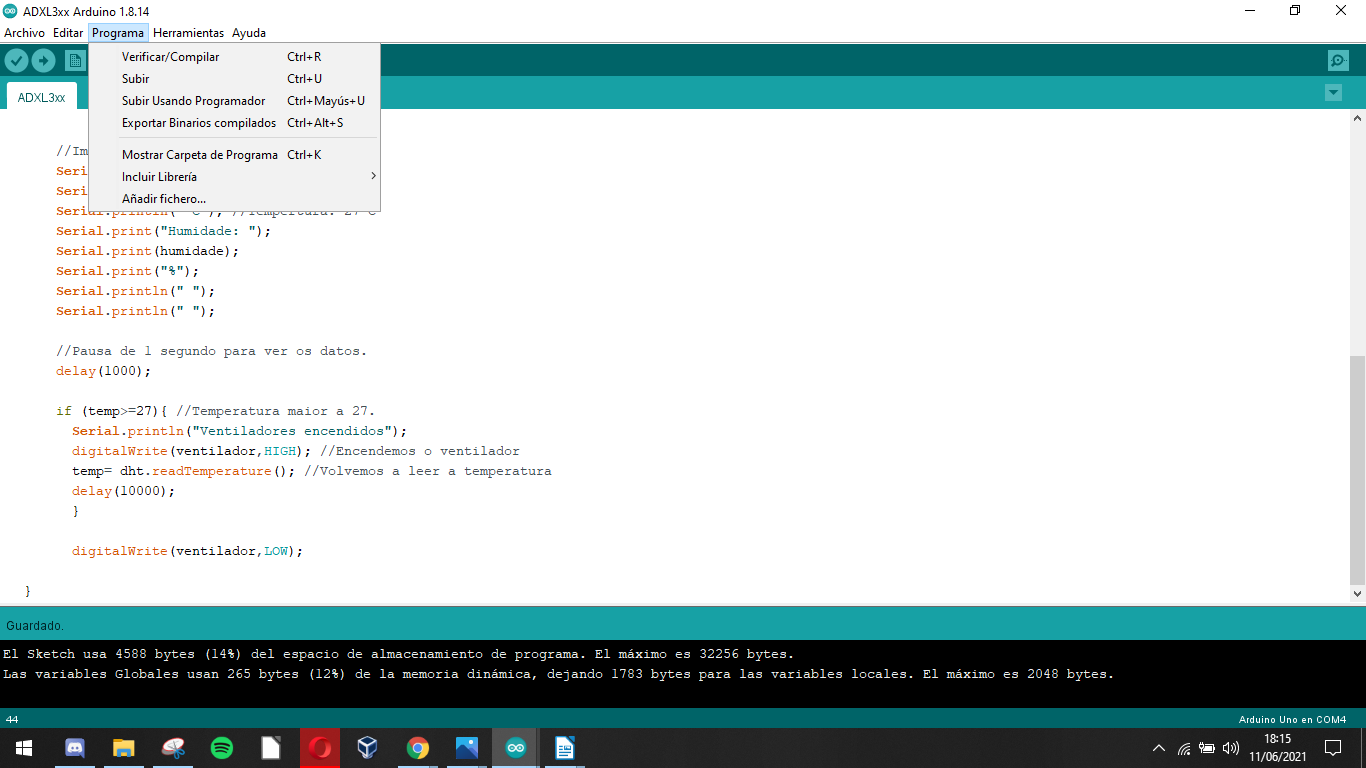 ADXL3xx Arduino 1.8.14
Archivo Editar Programa Herramientas Ayuda
Verificar/Compilar Ctrl+R
Subir Ctrl+U
Subir Usando Programador Ctrl+Mayús+U
Exportar Binarios compilados Ctrl+Alt+S
Mostrar Carpeta de Programa Ctrl+K
Incluir Librería
Añadir fichero...
ADXL3xx
//Im
Seri
Seri
Serial.println(" ºC"); //Tempertura: 27ºC
Serial.print("Humidade: ");
Serial.print(humidade);
Serial.print("%");
Serial.println(" ");
Serial.println(" ");
//Pausa de 1 segundo para ver os datos.
delay(1000);
if (temp>=27){ //Temperatura maior a 27.
Serial.println("Ventiladores encendidos");
digitalWrite(ventilador,HIGH); //Encendemos o ventilador
temp= dht.readTemperature(); //Volvemos a leer a temperatura
delay(10000);
}
digitalWrite(ventilador,LOW);
}
Guardado.
El Sketch usa 4588 bytes (14%) del espacio de almacenamiento de programa. El máximo es 32256 bytes.
Las variables Globales usan 265 bytes (12%) de la memoria dinámica, dejando 1783 bytes para las variables locales. El máximo es 2048 bytes.
44 Arduino Uno en COM4
18:15
11/06/2021